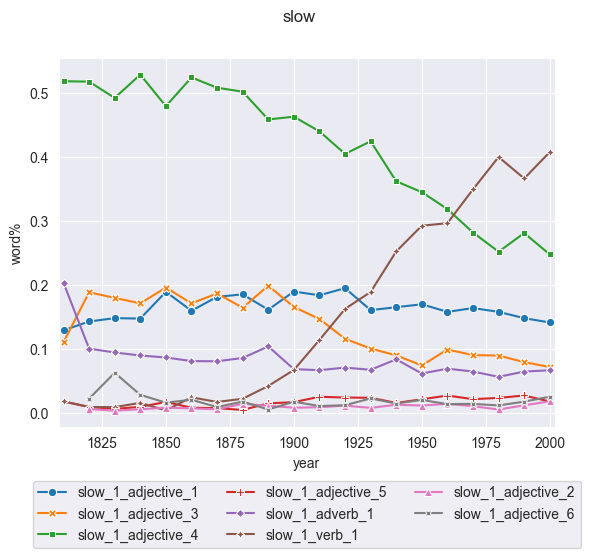 slow
0.5
0.4
0.3
0.2
0.1
0.0
word%
1825 1850 1875 1900 1925 1950 1975 2000
year
slow_1_adjective_1 slow_1_adjective_5 slow_1_adjective_2
slow_1_adjective_3 slow_1_adverb_1 slow_1_adjective_6
slow_1_adjective_4 slow_1_verb_1